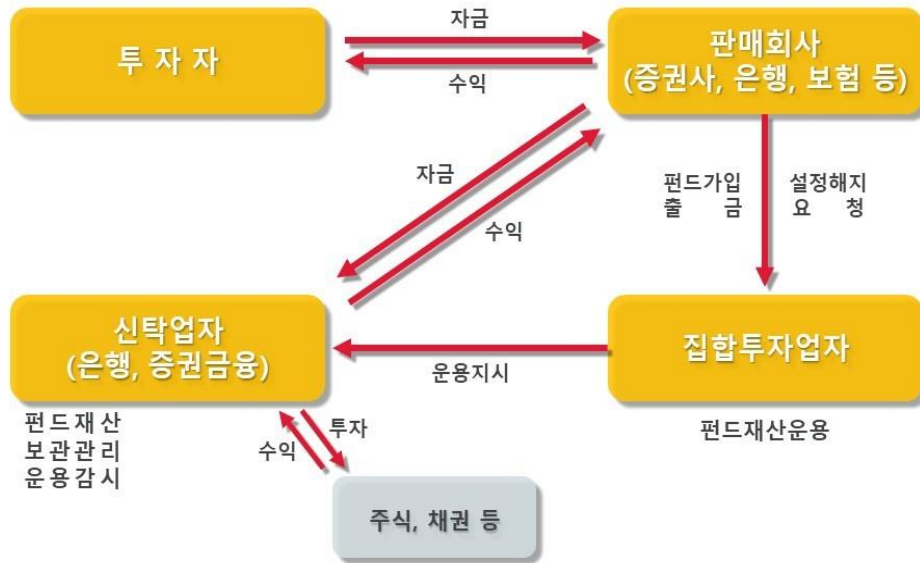 자금
투 자 자
판매회사
(증권사, 은행, 보험 등)
수익
자금
펀드가입 설정해지
출 금 요 청
수익
신탁업자
(은행, 증권금융)
집합투자업자
운용지시
펀드재산
보관관리
운용감시
수익
투자
펀드재산운용
주식, 채권 등